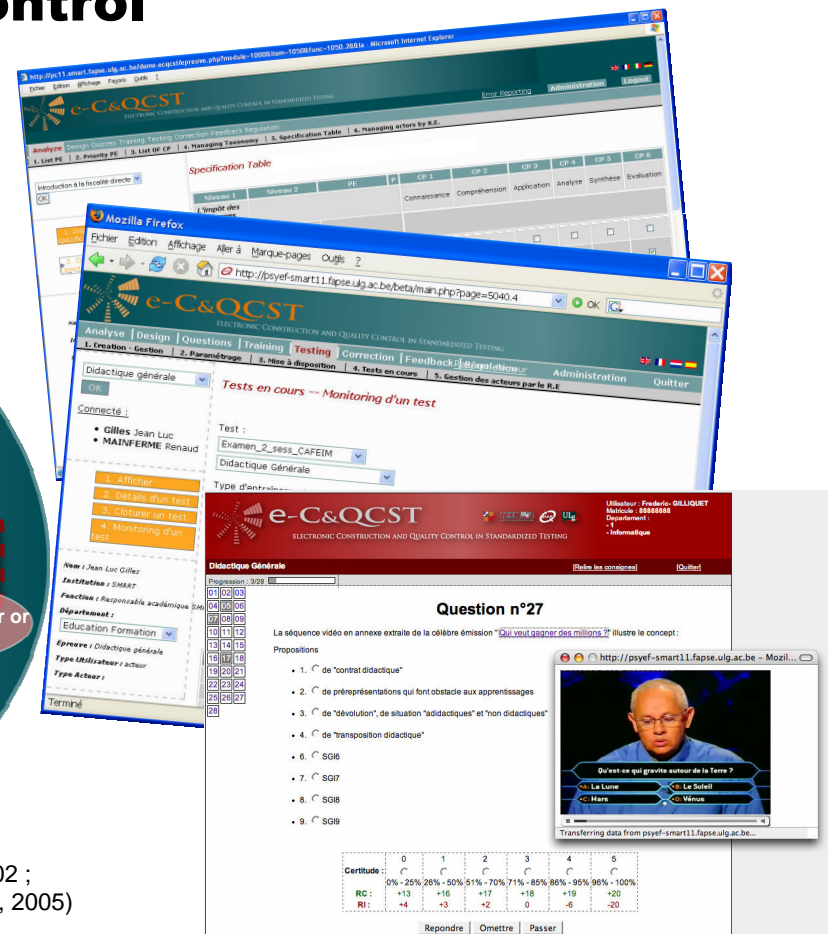 ontrol
http://pc11.smart.fapse.ulg.ac.be/demo ecqcst/epreuve.php?module=1000&item=1050&func=1050.2&&la - Microsoft Internet Explorer
Fichier Edition Affichage Favoris Outils ?
e-C&QCST
ELECTRONIC CONSTRUCTION AND QUALITY CONTROL IN STANDARDIZED TESTING
Error Reporting Administration Logout
Analyze Design Quizzes Training Testing Correction Feedback Regulation
1. List PE | 2. Priority PE | 3. List OF CP | 4. Managing Taxonomy | 5. Specification Table | 6. Managing actors by R.E.
Introduction à la fiscalité directe
OK
Specification Table
Niveau 1 Niveau 2 PE P CP 1 CP 2 CP 3 CP 4 CP 5 CP 6
Connaissance Compréhension Application Analyse Synthèse Evaluation
L'impôt des
Mozilla Firefox
Fichier Edition Affichage Aller à Marque-pages Outils ?
http://psyef-smart11.fapse.ulg.ac.be/beta/main.php?page=5040.4
OK
e-C&QCST
ELECTRONIC CONSTRUCTION AND QUALITY CONTROL IN STANDARDIZED TESTING
Analyse | Design | Questions | Training | Testing | Correction | Feedback | Administration Quitter
1. Creation - Gestion | 2. Paramétrage | 3. Mise à disposition | 4. Tests en cours | 5. Gestion des acteurs par le R.E
Didactique générale
OK
Connecté :
• Gilles Jean Luc
• MAINFERME Renaud
Tests en cours -- Monitoring d'un test
Test :
Examen_2_sess_CAFEIM
Didactique Générale
1. Afficher
2. Details d'un test
3. Cloturer un test
4. Monitoring d'un test
Nom : Jean Luc Gilles
Institution : SMART
Fonction : Responsable académique SM
Département :
Education Formation
Epreuve : Didactique générale
Type Utilisateur : acteur
Type Acteur :
Terminé
r or
e-C&QCST
ELECTRONIC CONSTRUCTION AND QUALITY CONTROL IN STANDARDIZED TESTING
ULg
Utilisateur : Frederic- GILLIQUET
Matricule : 88888888
Departement :
- 1
- Informatique
Didactique Générale [Relire les consignes] [Quitter]
Progression : 3/28
01 02 03
04 05 06
07 08 09
10 11 12
13 14 15
16 17 18
19 20 21
22 23 24
25 26 27
28
Question n°27
La séquence vidéo en annexe extraite de la célèbre émission "Qui veut gagner des millions ?" illustre le concept :
Propositions
• 1. de "contrat didactique"
• 2. de préreprésentations qui font obstacle aux apprentissages
• 3. de "dévolution", de situation "adidactiques" et "non didactiques"
• 4. de "transposition didactique"
• 6. SGI6
• 7. SGI7
• 8. SGI8
• 9. SGI9
http://psyef-smart11.fapse.ulg.ac.be - Mozil...
Qu'est-ce qui gravite autour de la Terre ?
A: La Lune B: Le Soleil
C: Mars D: Vénus
Transferring data from psyef-smart11.fapse.ulg.ac.be...
02 ;
, 2005)
0 1 2 3 4 5
Certitude :
0% - 25% 26% - 50% 51% - 70% 71% - 85% 86% - 95% 96% - 100%
RC : +13 +16 +17 +18 +19 +20
RI : +4 +3 +2 0 -6 -20
Repondre Omettre Passer